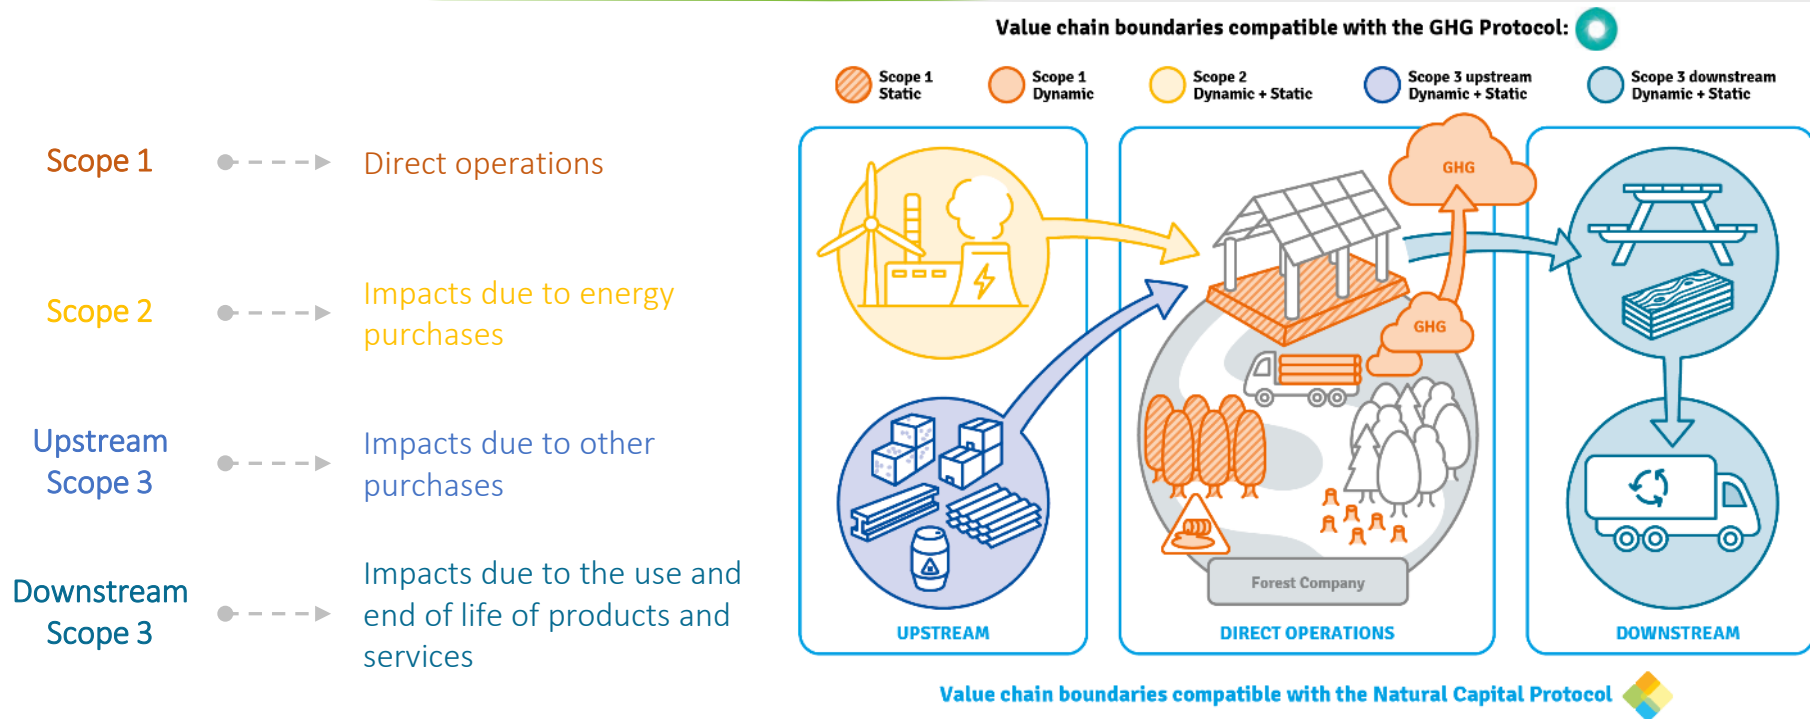 Value chain boundaries compatible with the GHG Protocol:
Scope 1
Static
Scope 1
Dynamic
Scope 2
Dynamic + Static
Scope 3 upstream
Dynamic + Static
Scope 3 downstream
Dynamic + Static
Scope 1
Direct operations
Scope 2
Impacts due to energy
purchases
Upstream
Scope 3
Impacts due to other
purchases
Downstream
Scope 3
Impacts due to the use and
end of life of products and
services
GHG
GHG
Forest Company
UPSTREAM
DIRECT OPERATIONS
DOWNSTREAM
Value chain boundaries compatible with the Natural Capital Protocol